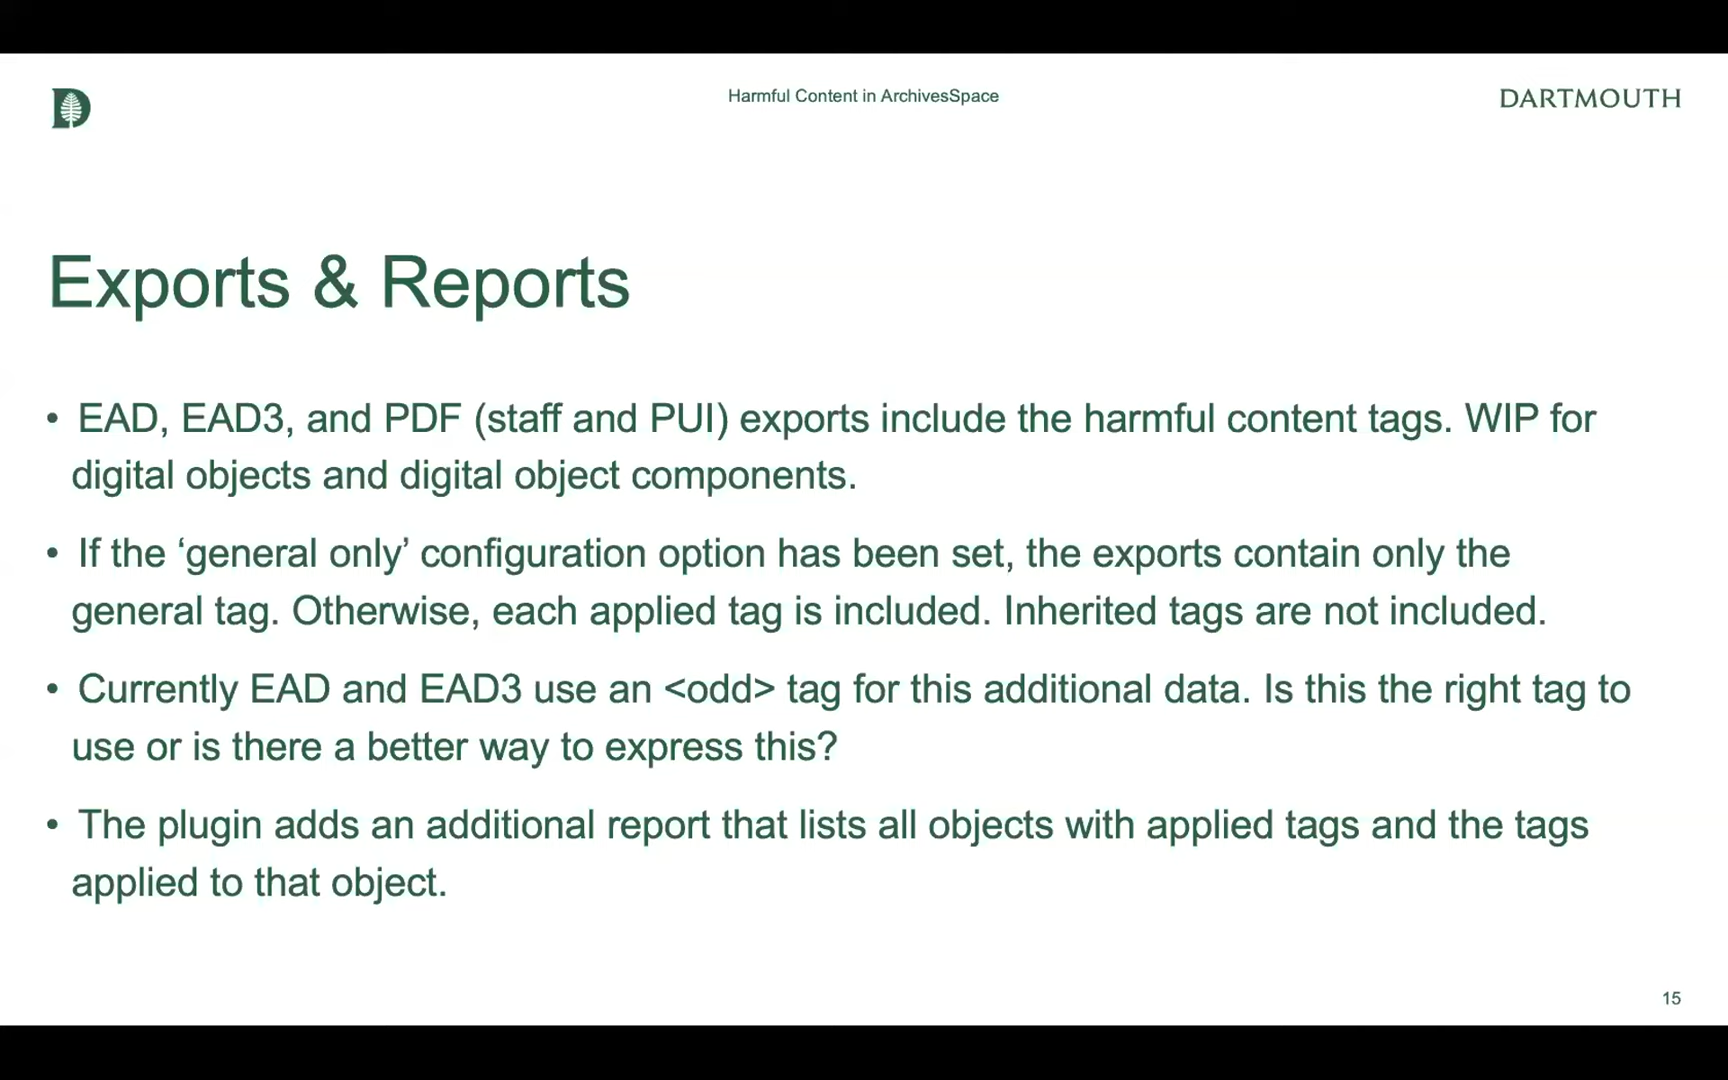 Harmful Content in ArchivesSpace
DARTMOUTH
Exports & Reports
• EAD, EAD3, and PDF (staff and PUI) exports include the harmful content tags. WIP for
digital objects and digital object components.
• If the ‘general only’ configuration option has been set, the exports contain only the
general tag. Otherwise, each applied tag is included. Inherited tags are not included.
• Currently EAD and EAD3 use an <odd> tag for this additional data. Is this the right tag to
use or is there a better way to express this?
• The plugin adds an additional report that lists all objects with applied tags and the tags
applied to that object.
15